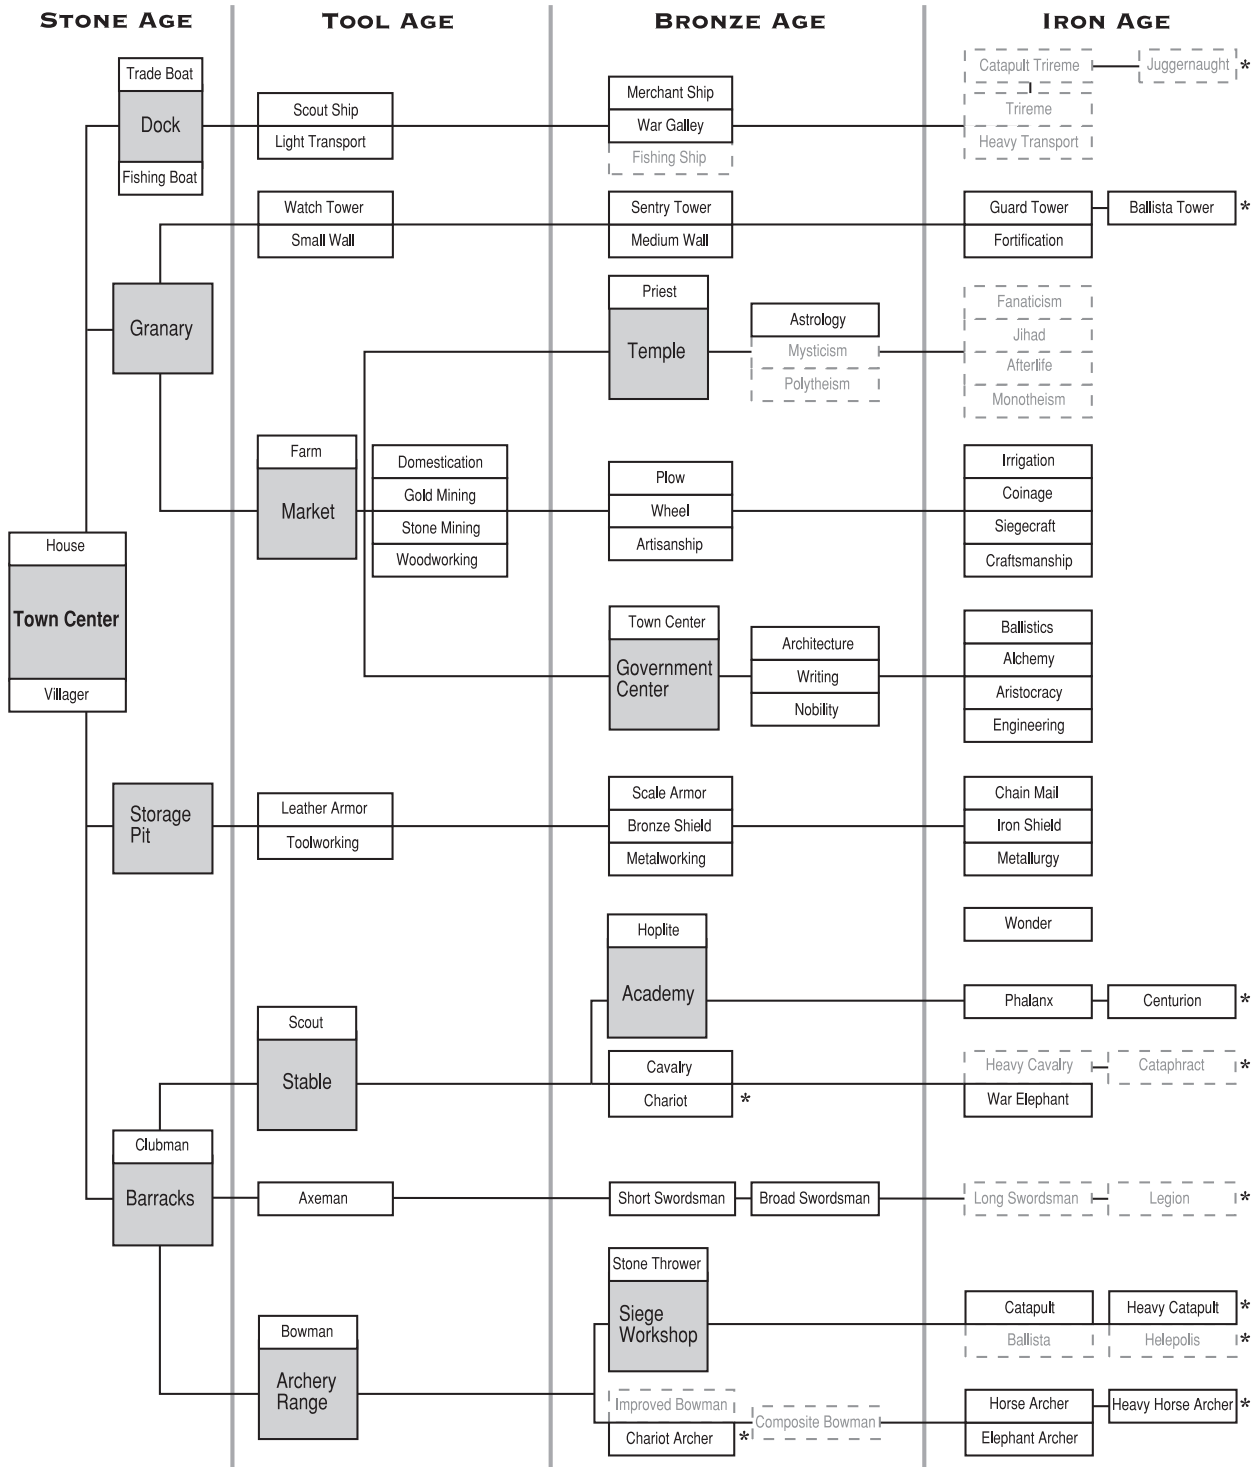 STONE AGE
TOOL AGE
BRONZE AGE
IRON AGE
Trade Boat
Dock
Fishing Boat
Scout Ship
Light Transport
Merchant Ship
War Galley
Fishing Ship
Catapult Trireme
Juggernaught *
Trireme
Heavy Transport
Watch Tower
Small Wall
Sentry Tower
Medium Wall
Guard Tower
Ballista Tower *
Fortification
Granary
Priest
Temple
Astrology
Mysticism
Polytheism
Fanaticism
Jihad
Afterlife
Monotheism
Farm
Market
Domestication
Gold Mining
Stone Mining
Woodworking
Plow
Wheel
Artisanship
Irrigation
Coinage
Siegecraft
Craftsmanship
House
Town Center
Villager
Town Center
Government
Center
Architecture
Writing
Nobility
Ballistics
Alchemy
Aristocracy
Engineering
Storage
Pit
Leather Armor
Toolworking
Scale Armor
Bronze Shield
Metalworking
Chain Mail
Iron Shield
Metallurgy
Wonder
Hoplite
Academy
Phalanx
Centurion *
Scout
Stable
Cavalry
Chariot *
Heavy Cavalry
Cataphract *
War Elephant
Clubman
Barracks
Axeman
Short Swordsman
Broad Swordsman
Long Swordsman
Legion *
Stone Thrower
Siege
Workshop
Catapult
Heavy Catapult *
Ballista
Helepolis *
Bowman
Archery
Range
Improved Bowman
Chariot Archer *
Composite Bowman
Horse Archer
Heavy Horse Archer *
Elephant Archer